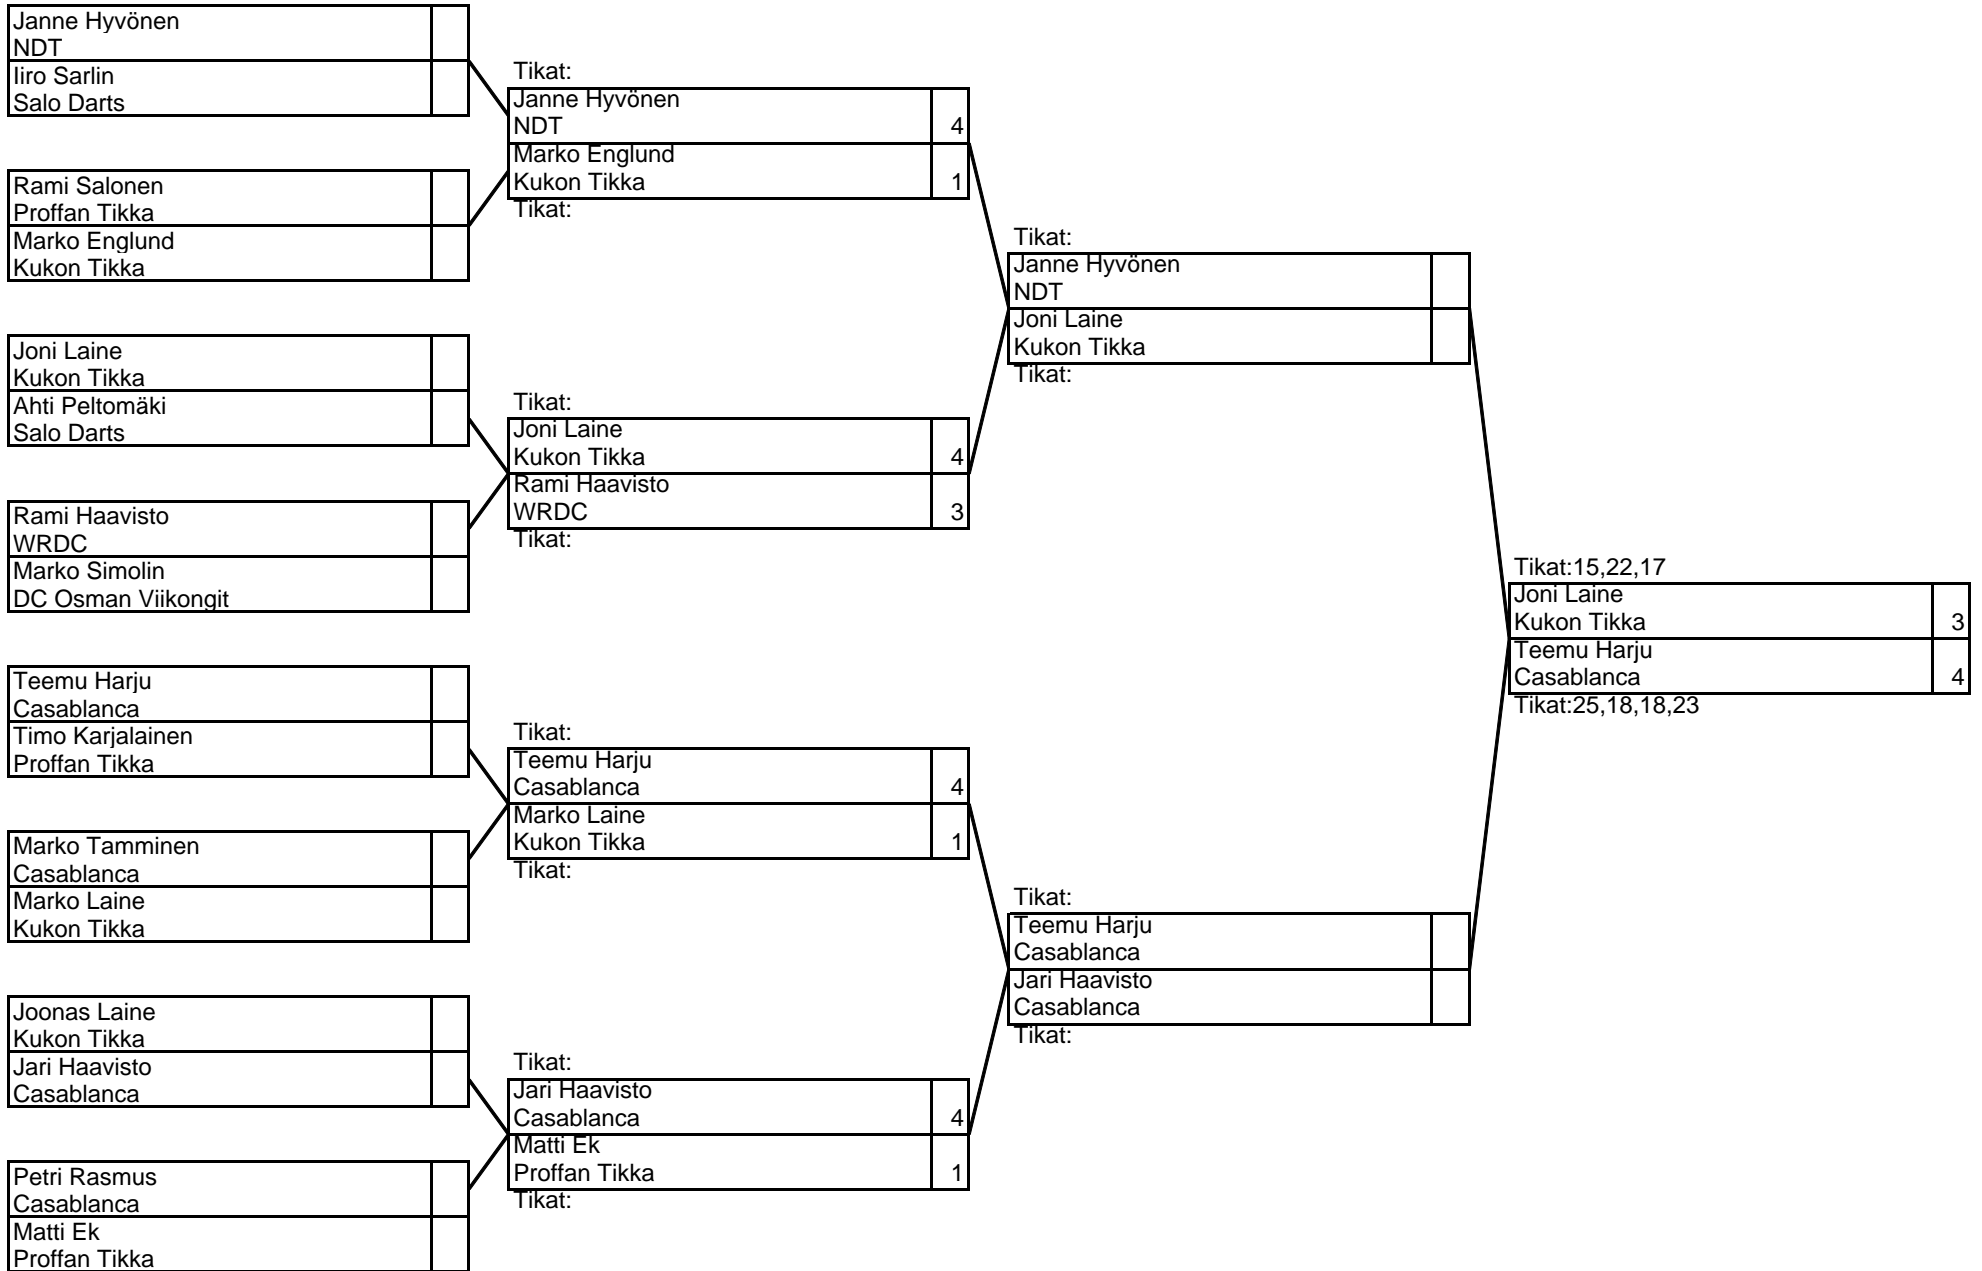 Janne Hyvönen
NDT
Iiro Sarlin
Salo Darts
Rami Salonen
Proffan Tikka
Marko Englund
Kukon Tikka
Joni Laine
Kukon Tikka
Ahti Peltomäki
Salo Darts
Rami Haavisto
WRDC
Marko Simolin
DC Osman Viikongit
Teemu Harju
Casablanca
Timo Karjalainen
Proffan Tikka
Marko Tamminen
Casablanca
Marko Laine
Kukon Tikka
Joonas Laine
Kukon Tikka
Jari Haavisto
Casablanca
Petri Rasmus
Casablanca
Matti Ek
Proffan Tikka
Tikat:
Janne Hyvönen
NDT 4
Marko Englund
Kukon Tikka 1
Tikat:
Tikat:
Joni Laine
Kukon Tikka 4
Rami Haavisto
WRDC 3
Tikat:
Tikat:
Teemu Harju
Casablanca 4
Marko Laine
Kukon Tikka 1
Tikat:
Tikat:
Jari Haavisto
Casablanca 4
Matti Ek
Proffan Tikka 1
Tikat:
Tikat:
Janne Hyvönen
NDT
Joni Laine
Kukon Tikka
Tikat:
Tikat:
Teemu Harju
Casablanca
Jari Haavisto
Casablanca
Tikat:
Tikat:15,22,17
Joni Laine
Kukon Tikka 3
Teemu Harju
Casablanca 4
Tikat:25,18,18,23